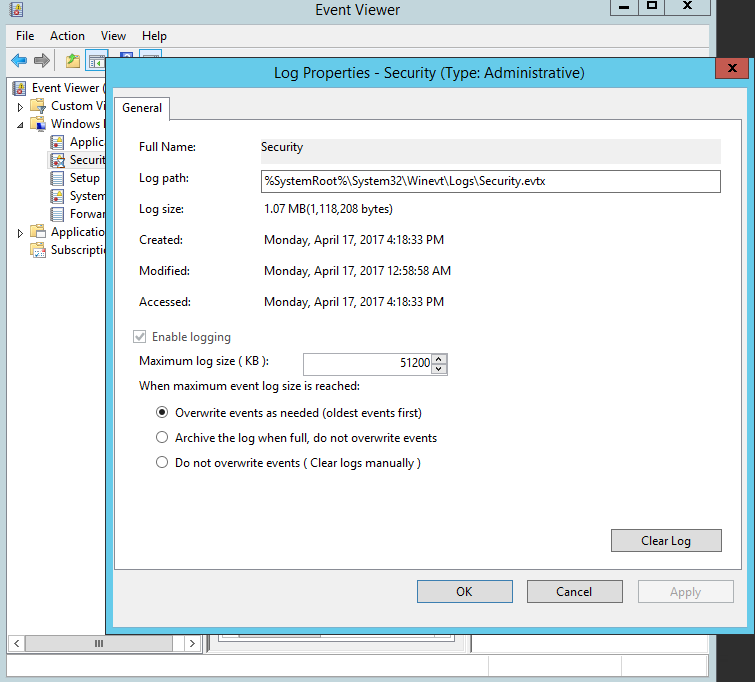 Event Viewer
File Action View Help
Event Viewer (
Custom Vi
Windows
Applic
Securit
Setup
System
Forwar
Applicatio
Subscripti
Log Properties - Security (Type: Administrative)
General
Full Name: Security
Log path: %SystemRoot%\System32\Winevt\Logs\Security.evtx
Log size: 1.07 MB(1,118,208 bytes)
Created: Monday, April 17, 2017 4:18:33 PM
Modified: Monday, April 17, 2017 12:58:58 AM
Accessed: Monday, April 17, 2017 4:18:33 PM
Enable logging
Maximum log size ( KB ): 51200
When maximum event log size is reached:
Overwrite events as needed (oldest events first)
Archive the log when full, do not overwrite events
Do not overwrite events ( Clear logs manually )
Clear Log
OK Cancel Apply